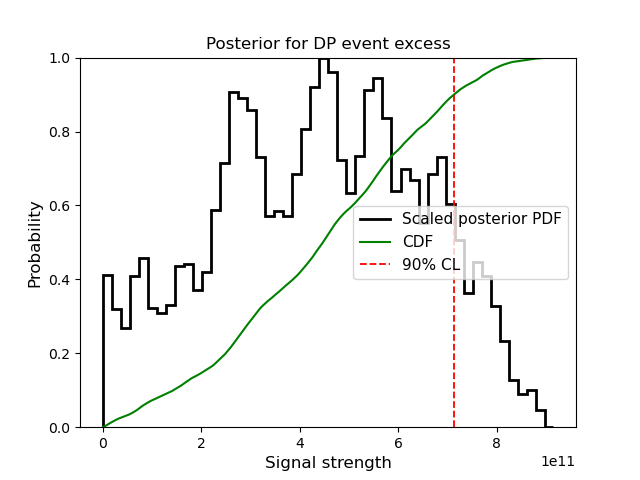 Posterior for DP event excess
Probability
1.0
0.8
0.6
0.4
0.2
0.0
Scaled posterior PDF
CDF
90% CL
0 2 4 6 8
1e11
Signal strength